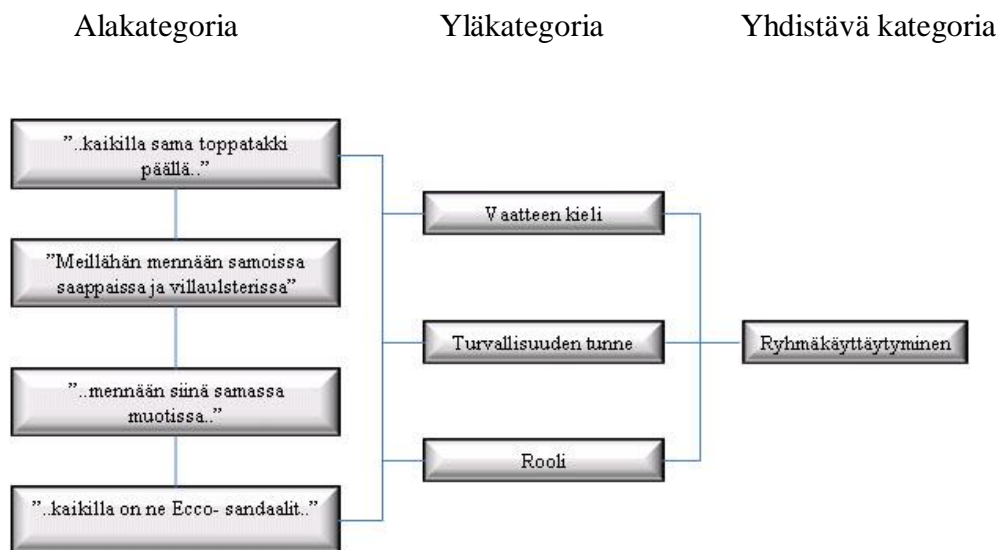 Alakategoria
Yläkategoria
Yhdistävä kategoria
”..kaikilla sama toppatakki
päällä..”
”Meillähän mennään samoissa
saappaissa ja villaulsterissa”
”..mennään siinä samassa
muotissa..”
”..kaikilla on ne Ecco- sandaalit..”
Vaatteen kieli
Turvallisuuden tunne
Rooli
Ryhmäkäyttäytyminen